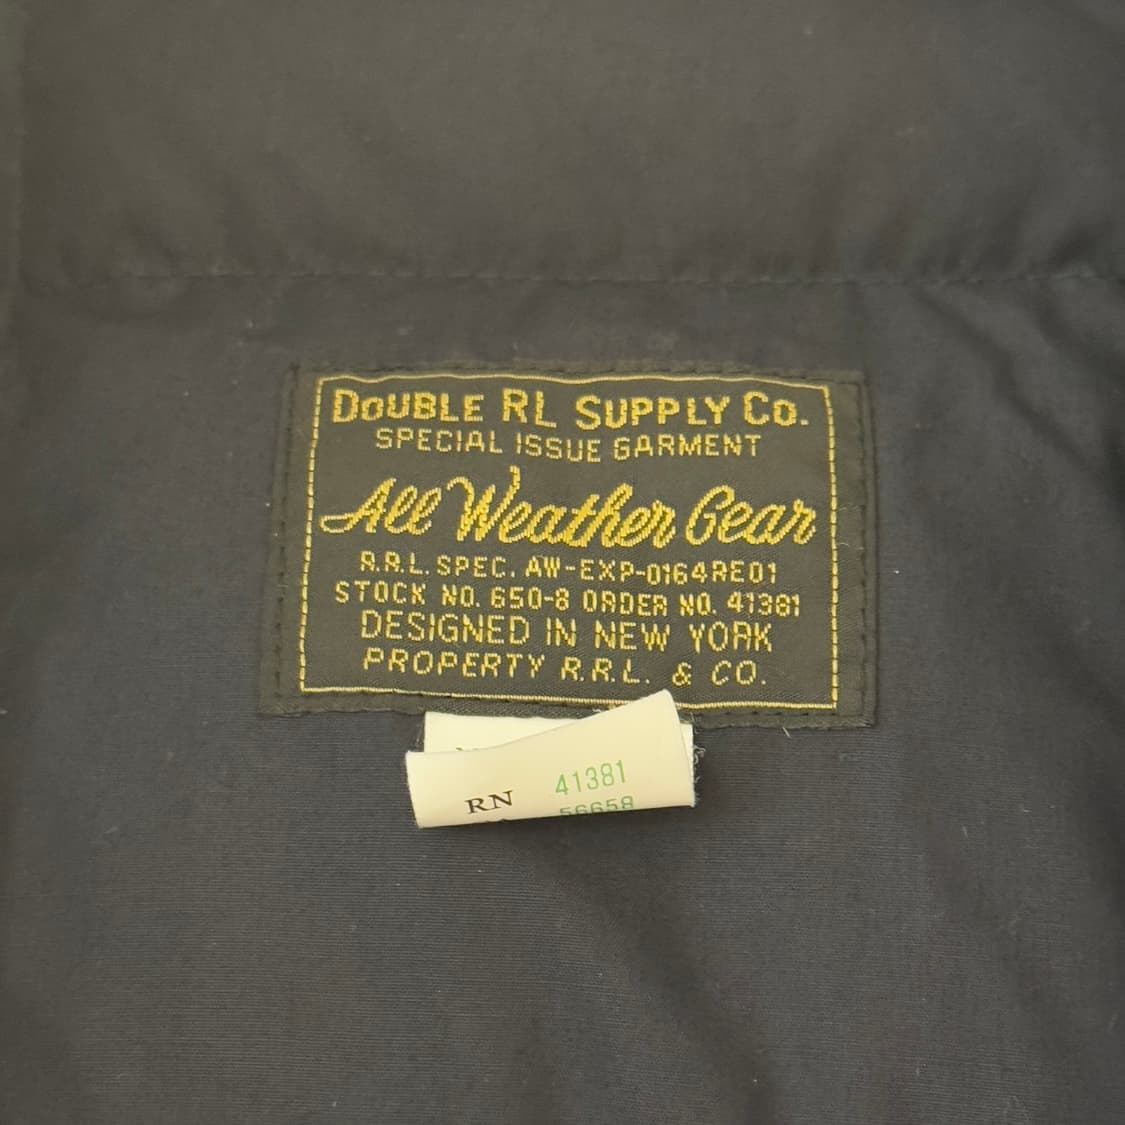 DOUBLE RL SUPPLY CO.
SPECIAL ISSUE GARMENT
All Weather Gear
R.R.L. SPEC. AW-EXP-0164RE01
STOCK NO. 650-8 ORDER NO. 41381
DESIGNED IN NEW YORK
PROPERTY R.R.L. & CO.
RN 41381
56658